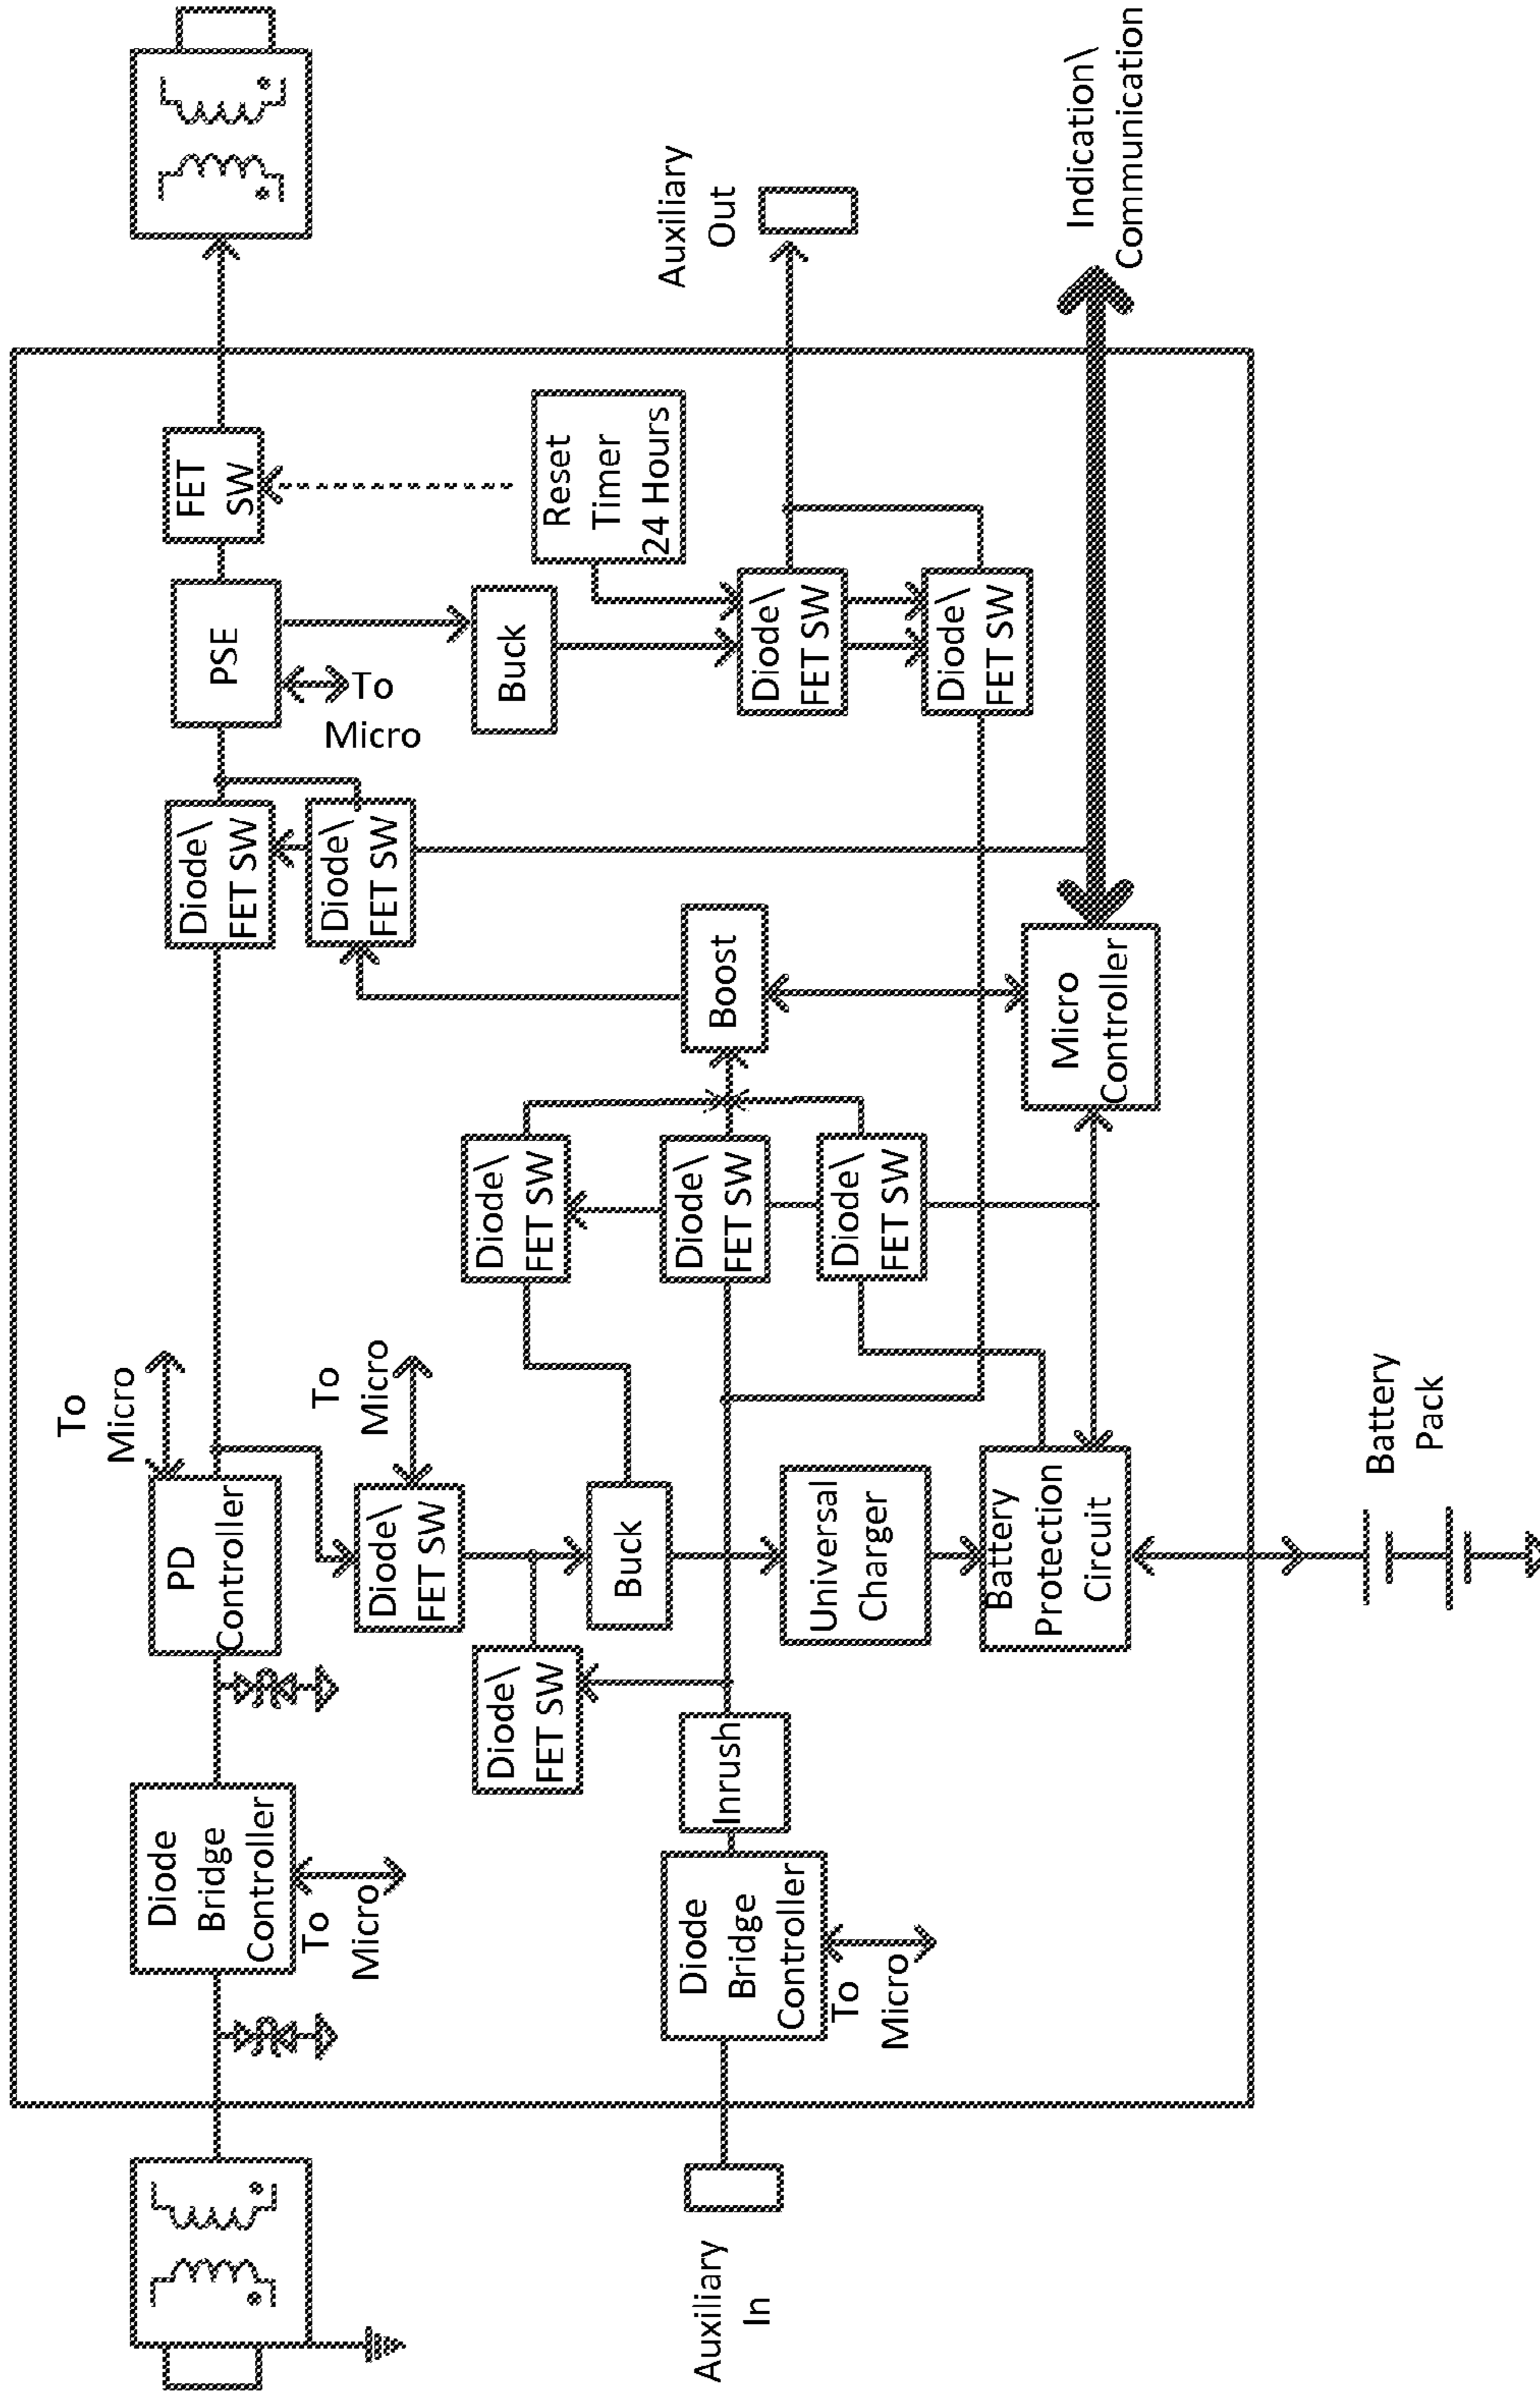 To
Micro
PD
Controller
Diode
Bridge
Controller
To
Micro
Diode\
FET SW
PSE
FET
SW
To
Micro
Diode\
FET SW
To
Micro
Diode\
FET SW
Diode\
FET SW
Buck
Diode\
FET SW
Buck
Reset
Timer
24 Hours
Auxiliary
In
Diode
Bridge
Controller
To
Micro
Inrush
Diode\
FET SW
Boost
Diode\
FET SW
Auxiliary
Out
Universal
Charger
Diode\
FET SW
Diode\
FET SW
Battery
Protection
Circuit
Micro
Controller
Indication\
Communication
Battery
Pack